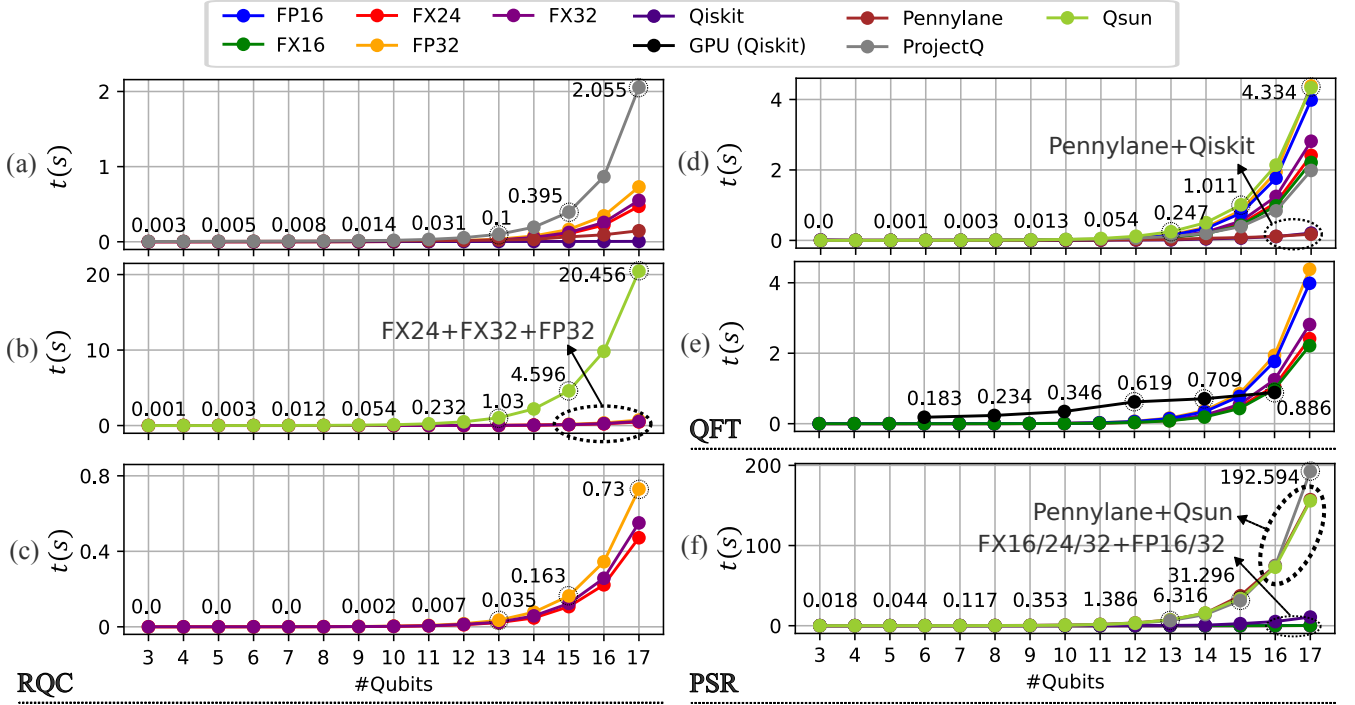 FP16 FX24 FX32 Qiskit Pennylane Qsun
FX16 FP32 GPU (Qiskit) ProjectQ
(a)
t(s)
2
1
0
0.003 0.005 0.008 0.014 0.031 0.1 0.395 2.055
(b)
t(s)
20
10
0
FX24+FX32+FP32
0.001 0.003 0.012 0.054 0.232 1.03 4.596 20.456
(c)
t(s)
0.8
0.4
0
0.0 0.0 0.0 0.002 0.007 0.035 0.163 0.73
3 4 5 6 7 8 9 10 11 12 13 14 15 16 17
#Qubits
RQC
(d)
t(s)
4
2
0
Pennylane+Qiskit
0.0 0.001 0.003 0.013 0.054 0.247 1.011 4.334
(e)
t(s)
4
2
0
0.183 0.234 0.346 0.619 0.709 0.886
QFT
(f)
t(s)
200
100
0
Pennylane+Qsun
FX16/24/32+FP16/32
0.018 0.044 0.117 0.353 1.386 6.316 31.296 192.594
3 4 5 6 7 8 9 10 11 12 13 14 15 16 17
#Qubits
PSR